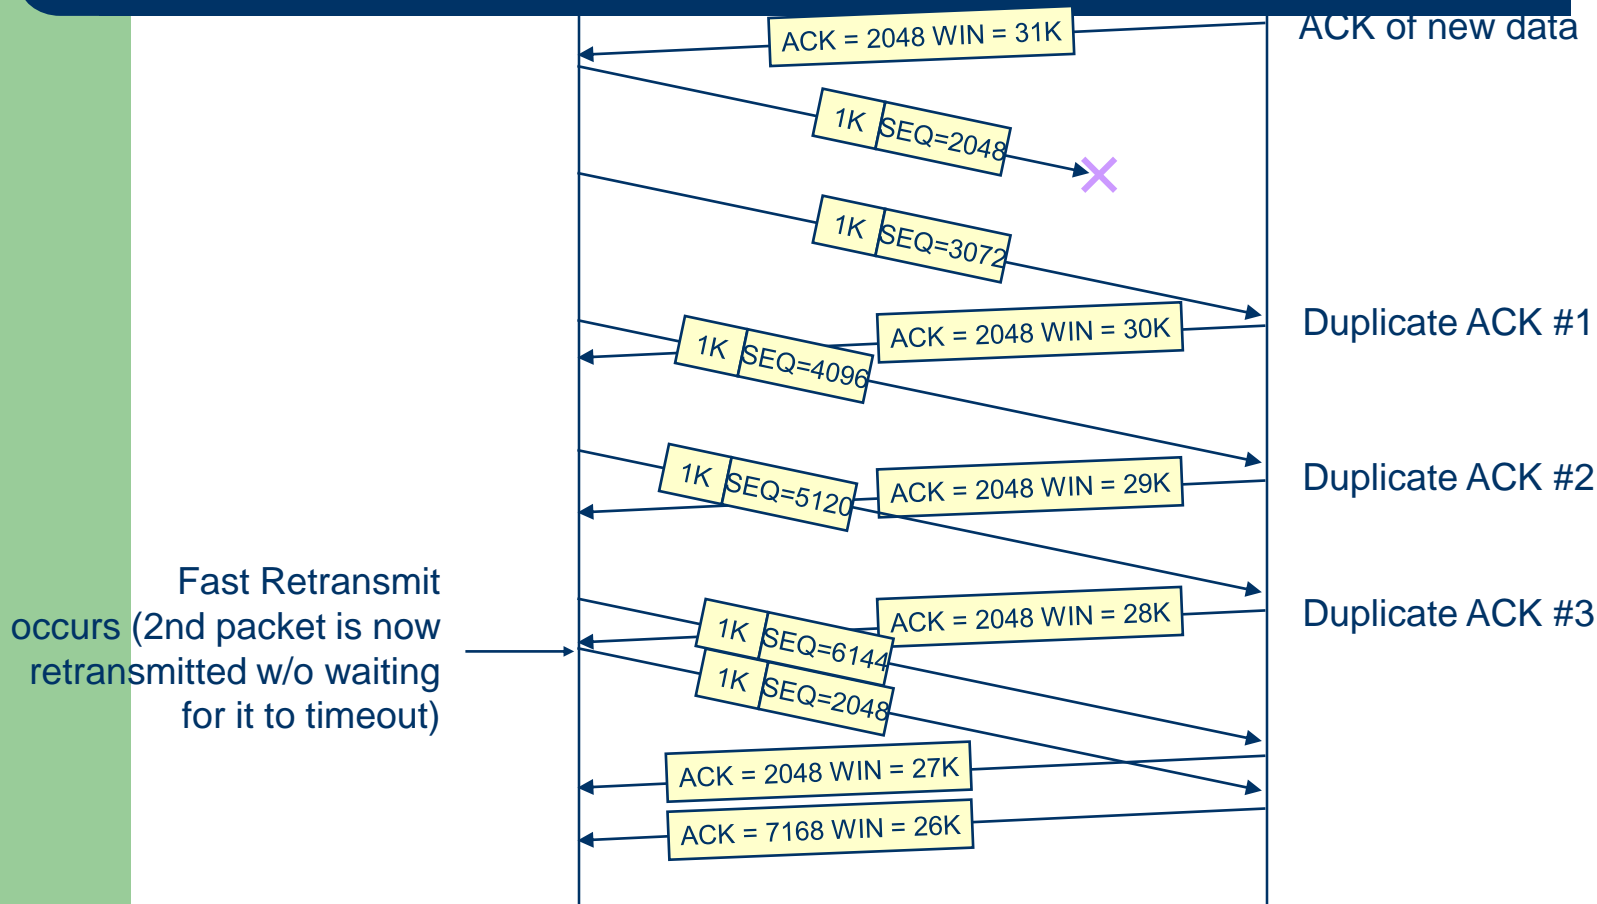 ACK of new data
ACK = 2048 WIN = 31K
1K SEQ=2048
1K SEQ=3072
ACK = 2048 WIN = 30K
Duplicate ACK #1
1K SEQ=4096
1K SEQ=5120
ACK = 2048 WIN = 29K
Duplicate ACK #2
Fast Retransmit
occurs (2nd packet is now
retransmitted w/o waiting
for it to timeout)
ACK = 2048 WIN = 28K
Duplicate ACK #3
1K SEQ=6144
1K SEQ=2048
ACK = 2048 WIN = 27K
ACK = 7168 WIN = 26K